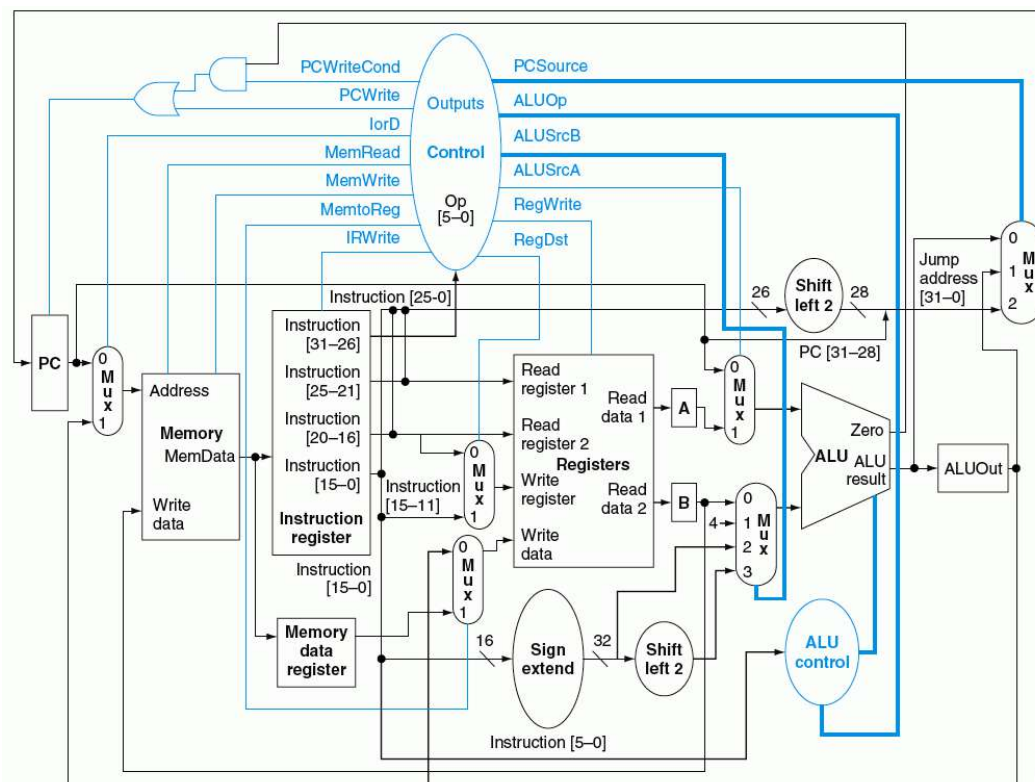 PCWriteCond
PCWrite
IorD
MemRead
MemWrite
MemtoReg
IRWrite
Outputs
Control
Op
[5–0]
PCSource
ALUOp
ALUSrcB
ALUSrcA
RegWrite
RegDst
PC
0
M
u
x
1
Address
Memory
MemData
Write
data
Instruction [25-0]
Instruction
[31–26]
Instruction
[25–21]
Instruction
[20–16]
Instruction
[15–0]
Instruction
register
Instruction
[15–0]
Memory
data
register
Instruction
[15–11]
0
M
u
x
1
0
M
u
x
1
Read
register 1
Read
register 2
Write
register
Write
data
Registers
Read
data 1
Read
data 2
16
Sign
extend
32
Shift
left 2
Instruction [5–0]
A
B
0
M
u
x
1
4
0
1
2
3
M
u
x
26
Shift
left 2
28
Jump
address
[31–0]
PC [31–28]
ALU
Zero
ALU
result
ALUOut
ALU
control
0
1
2
M
u
x